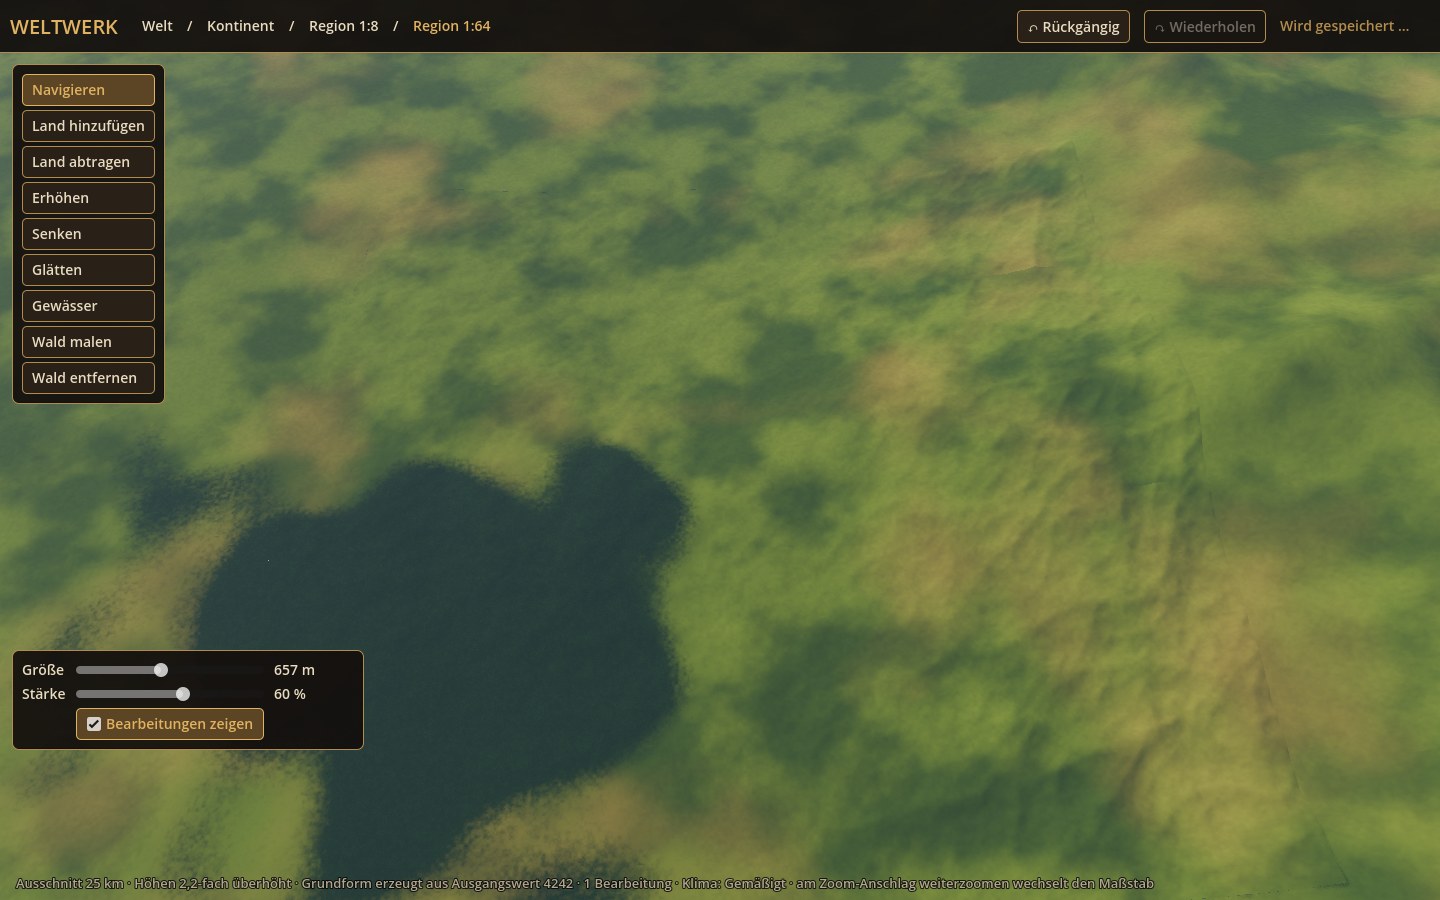 WELTWERK Welt / Kontinent / Region 1:8 / Region 1:64 Rückgängig Wiederholen Wird gespeichert ...
Navigieren
Land hinzufügen
Land abtragen
Erhöhen
Senken
Glätten
Gewässer
Wald malen
Wald entfernen
Größe 657 m
Stärke 60 %
Bearbeitungen zeigen
Ausschnitt 25 km · Höhen 2,2-fach überhöht · Grundform erzeugt aus Ausgangswert 4242 · 1 Bearbeitung · Klima: Gemäßigt · am Zoom-Anschlag weiterzoomen wechselt den Maßstab